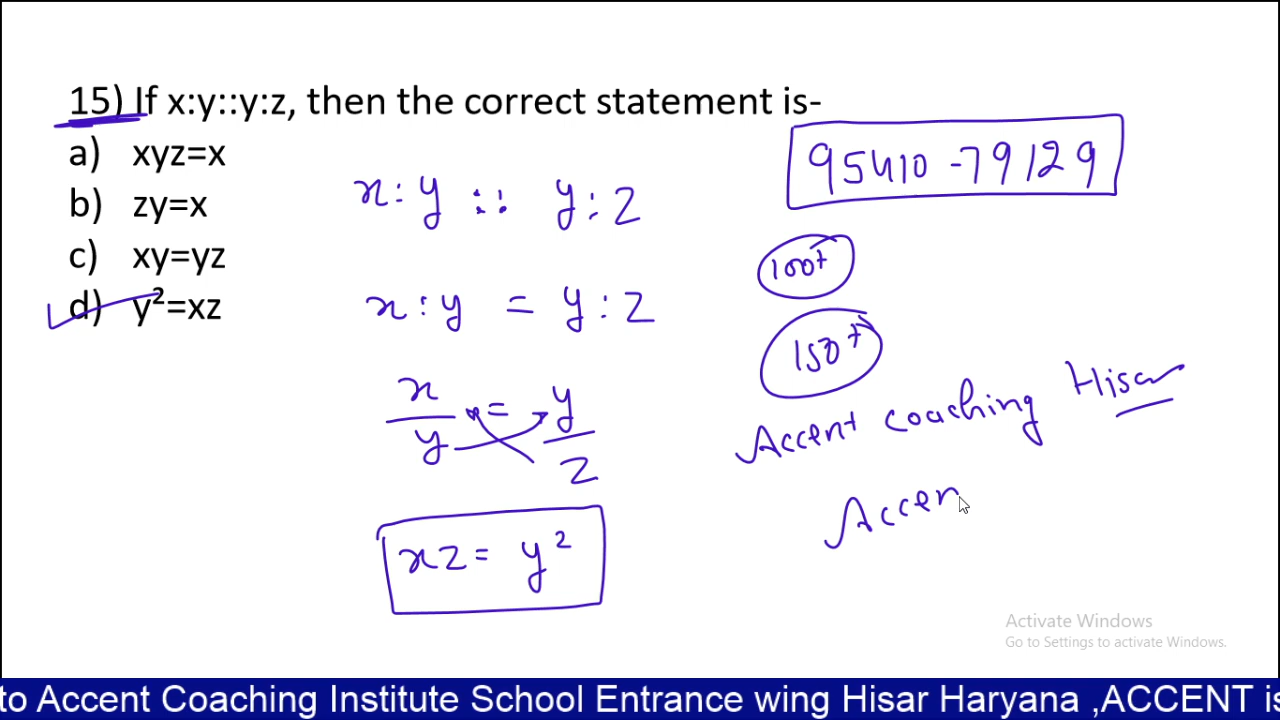 15) If x:y::y:z, then the correct statement is-
a) xyz=x
b) zy=x
c) xy=yz
d) y²=xz
x : y :: y : z
x : y = y : z
x/y = y/z
xz = y²
95410-79129
100+
150+
Accent coaching Hisar
Accen
Activate Windows
Go to Settings to activate Windows.
to Accent Coaching Institute School Entrance wing Hisar Haryana ,ACCENT is